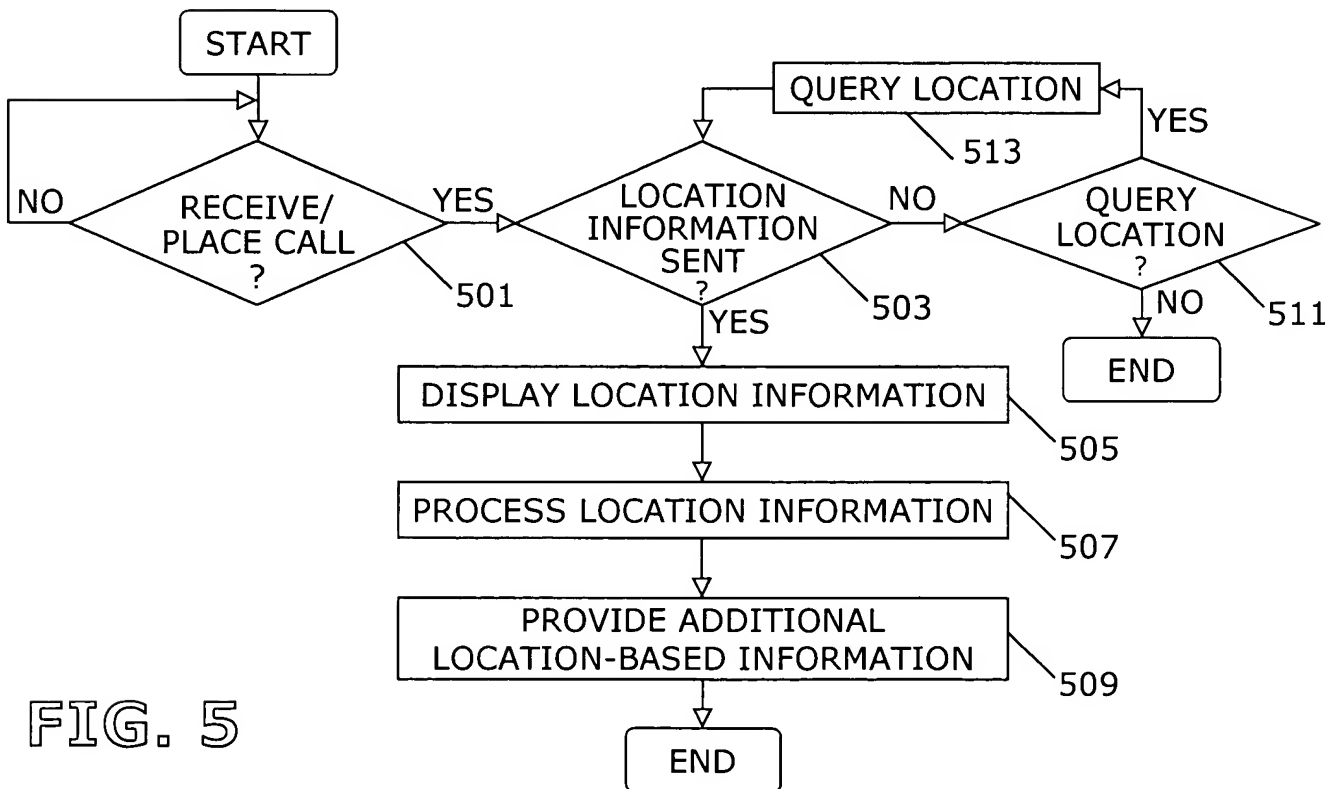 START
QUERY LOCATION
513
YES
NO
RECEIVE/
PLACE CALL
?
501
YES
LOCATION
INFORMATION
SENT
?
503
NO
QUERY
LOCATION
?
511
YES
NO
END
DISPLAY LOCATION INFORMATION
505
PROCESS LOCATION INFORMATION
507
PROVIDE ADDITIONAL
LOCATION-BASED INFORMATION
509
END
FIG. 5